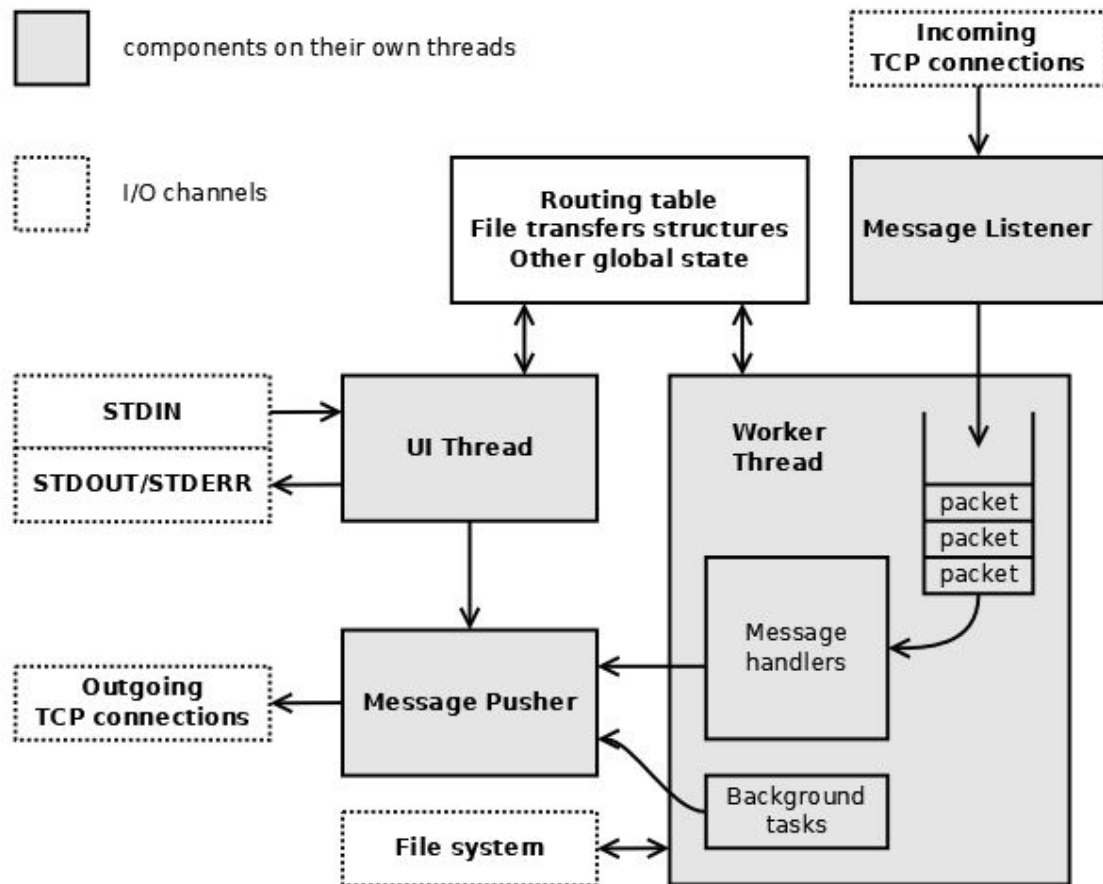 components on their own threads
Incoming
TCP connections
I/O channels
Routing table
File transfers structures
Other global state
Message Listener
STDIN
STDOUT/STDERR
UI Thread
Worker
Thread
packet
packet
packet
Message
handlers
Outgoing
TCP connections
Message Pusher
Background
tasks
File system